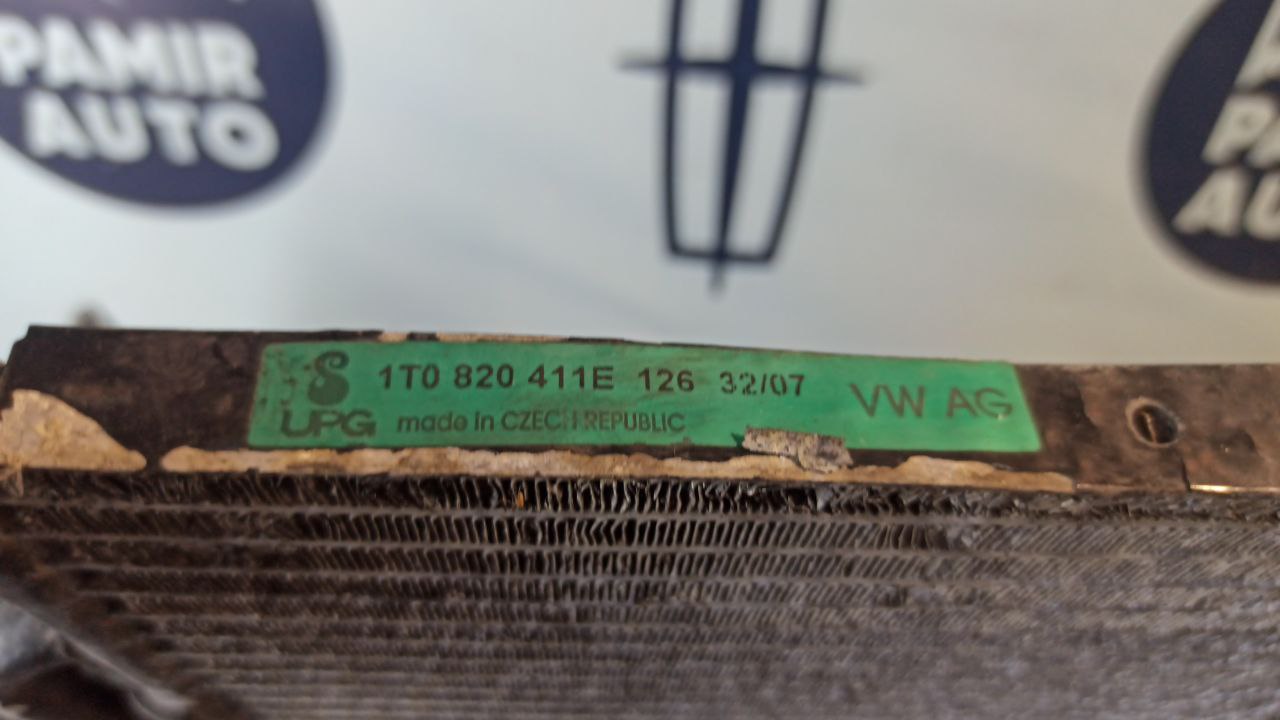 PAMIR
AUTO
1T0 820 411E 126 32/07 VW AG
UPG made in CZECH REPUBLIC